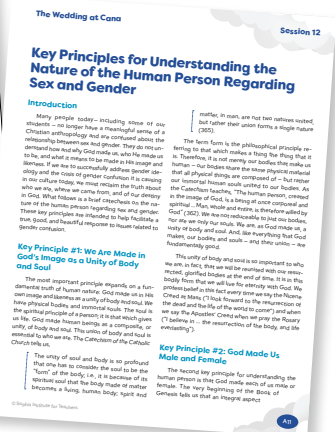 The Wedding at Cana
Session 12
Key Principles for Understanding the
Nature of the Human Person Regarding
Sex and Gender
Introduction
Many people today—including some of our
students – no longer have a meaningful sense of a
Christian anthropology and are confused about the
relationship between sex and gender. They do not un-
derstand how and why God made us, who He made us
to be, and what it means to be made in His image and
likeness. If we are to successfully address gender ide-
ology and the crisis of gender confusion it is causing
in our culture today, we must reclaim the truth about
who we are, where we came from, and of our destiny
in God. What follows is a brief catechesis on the na-
ture of the human person regarding sex and gender.
These key principles are intended to help facilitate a
true, good, and beautiful response to issues related to
gender confusion.
Key Principle #1: We Are Made in
God's Image as a Unity of Body
and Soul
The most important principle expands on a fun-
damental truth of human nature: God made us in His
own image and likeness as a unity of body and soul. We
have physical bodies and immortal souls. The soul is
the spiritual principle of a person; it is that which gives
us life. God made human beings as a composite, or
unity, of body and soul. This union of body and soul is
essential to who we are. The Catechism of the Catholic
Church tells us,
The unity of soul and body is so profound
that one has to consider the soul to be the
"form" of the body; i.e., it is because of its
spiritual soul that the body made of matter
becomes a living, human body; spirit and
matter, in man, are not two natures united,
but rather their union forms a single nature
(365).
The term form is the philosophical principle re-
ferring to that which makes a thing the thing that it
is. Therefore, it is not merely our bodies that make us
human – our bodies share the same physical material
that all physical things are composed of – but rather
our immortal human souls united to our bodies. As
the Catechism teaches, "The human person, created
in the image of God, is a being at once corporeal and
spiritual ... Man, whole and entire, is therefore willed by
God" (362). We are not reduceable to just our bodies,
nor are we only our souls. We are, as God made us, a
unity of body and soul. And, like everything that God
makes, our bodies and souls – and their union – are
fundamentally good.
This unity of body and soul is so important to who
we are, in fact, that we will be reunited with our resur-
rected, glorified bodies at the end of time. It is in this
bodily form that we will live for eternity with God. We
profess belief in this fact every time we say the Nicene
Creed at Mass ("I look forward to the resurrection of
the dead and the life of the world to come") and when
we say the Apostles' Creed when we pray the Rosary
("I believe in ... the resurrection of the body, and life
everlasting").
Key Principle #2: God Made Us
Male and Female
The second key principle for understanding the
human person is that God made each of us male or
female. The very beginning of the Book of
Genesis tells us that an integral aspect
© Sophia Institute for Teachers
A11